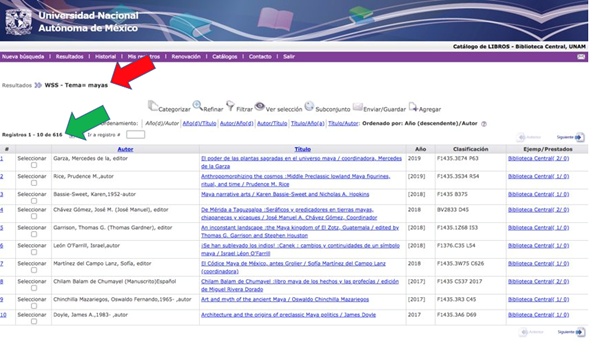 Universidad Nacional
Autónoma de México
Catálogo de LIBROS - Biblioteca Central, UNAM
Nueva búsqueda | Resultados | Historial | Mis registros | Renovación | Catálogos | Contacto | Salir
Resultados WSS - Tema= mayas
Categorizar Refinar Filtrar Ver selección Subconjunto Enviar/Guardar Agregar
Año(d)/Autor Año(d)/Título Autor/Año(d) Autor/Título Título/Año(a) Título/Autor: Ordenado por: Año (descendente)/Autor
Registros 1 - 10 de 616 Ir a registro # Siguiente
# Autor Título Año Clasificación Ejemp/Prestados
1 Seleccionar Garza, Mercedes de la, editor El poder de las plantas sagradas en el universo maya / coordinadora, Mercedes de la Garza 2019 F1435.3E74 P63 Biblioteca Central( 2/ 0)
2 Seleccionar Rice, Prudence M.,autor Anthropomorphizing the cosmos :Middle Preclassic lowland Maya figurines, ritual, and time / Prudence M. Rice [2019] F1435.3S34 R54 Biblioteca Central( 1/ 0)
3 Seleccionar Bassie-Sweet, Karen,1952-autor Maya narrative arts / Karen Bassie-Sweet and Nicholas A. Hopkins [2018] F1435 B375 Biblioteca Central( 1/ 0)
4 Seleccionar Chávez Gómez, José M. (José Manuel), editor De Mérida a Taguzgalpa :Seráficos y predicadores en tierras mayas, chiapanecas y xicaques / José Manuel A. Chávez Gómez. Coordinador 2018 BV2833 D45 Biblioteca Central( 2/ 0)
5 Seleccionar Garrison, Thomas G. (Thomas Gardner), editor An inconstant landscape :the Maya kingdom of El Zotz, Guatemala / edited by Thomas G. Garrison and Stephen Houston [2018] F1435.1Z68 I53 Biblioteca Central( 1/ 0)
6 Seleccionar León O'Farrill, Israel,autor ¡Se han sublevado los indios! :Canek : cambios y continuidades de un símbolo maya / Israel León O'Farrill [2018] F1376.C35 L54 Biblioteca Central( 1/ 0)
7 Seleccionar Martínez del Campo Lanz, Sofía, editor El Códice Maya de México, antes Grolier / Sofía Martínez del Campo Lanz (coordinadora) 2018 F1435.3W75 C626 Biblioteca Central( 1/ 0)
8 Seleccionar Chilam Balam de Chumayel (Manuscrito)Español Chilam Balam de Chumayel :libro maya de los hechos y las profecías / edición de Miguel Rivera Dorado [2017] F1435 C537 2017 Biblioteca Central( 2/ 0)
9 Seleccionar Chinchilla Mazariegos, Oswaldo Fernando,1965- ,autor Art and myth of the ancient Maya / Oswaldo Chinchilla Mazariegos [2017] F1435.3R3 C45 Biblioteca Central( 1/ 0)
10 Seleccionar Doyle, James A.,1983- ,autor Architecture and the origins of preclassic Maya politics / James Doyle 2017 F1435.3A6 D69 Biblioteca Central( 1/ 0)
Siguiente